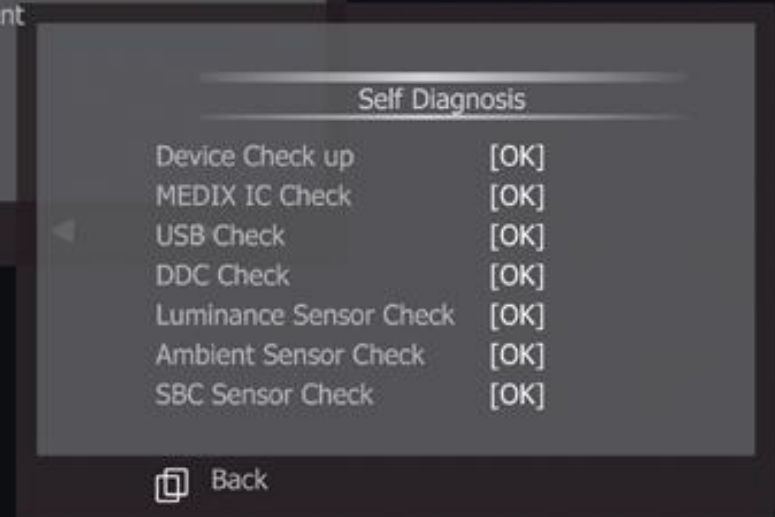 nt
Self Diagnosis
Device Check up [OK]
MEDIX IC Check [OK]
USB Check [OK]
DDC Check [OK]
Luminance Sensor Check [OK]
Ambient Sensor Check [OK]
SBC Sensor Check [OK]
Back